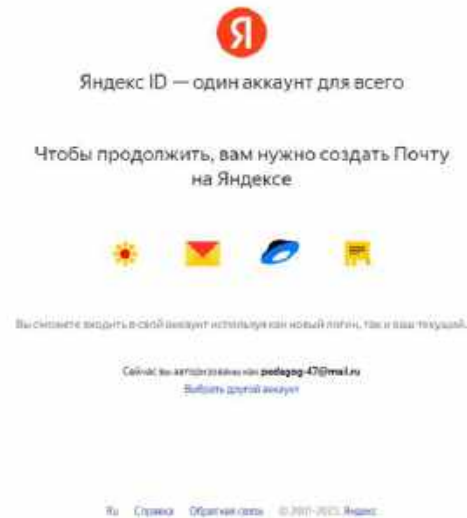 Я
Яндекс ID — один аккаунт для всего
Чтобы продолжить, вам нужно создать Почту
на Яндексе
Вы сможете входить в свой аккаунт используя как новый логин, так и ваш текущий.
Сейчас вы авторизованы как pedagog-47@mail.ru
Выбрать другой аккаунт
Ru Справка Обратная связь © 2001-2023, Яндекс